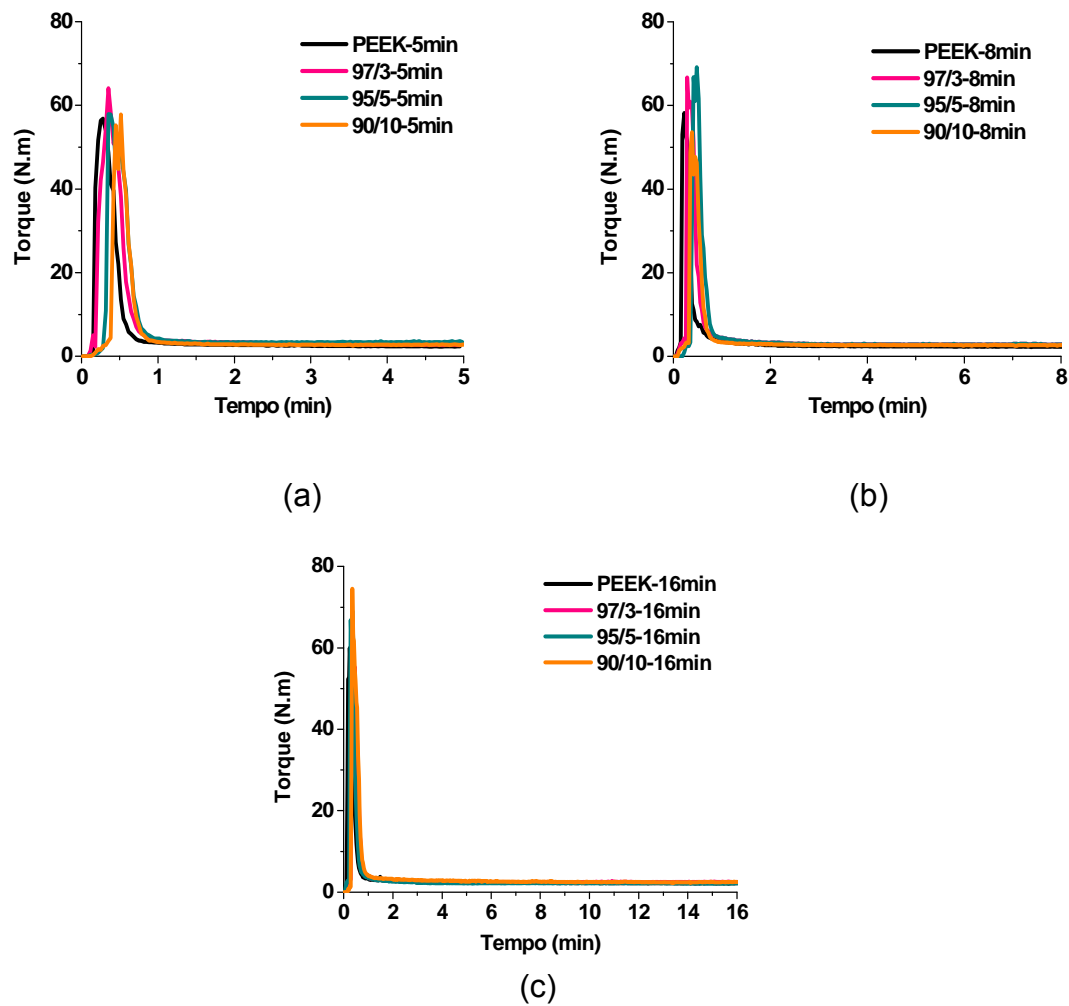 80
60
40
20
0
Torque (N.m)
PEEK-5min
97/3-5min
95/5-5min
90/10-5min
0 1 2 3 4 5
Tempo (min)
(a)
80
60
40
20
0
Torque (N.m)
PEEK-8min
97/3-8min
95/5-8min
90/10-8min
0 2 4 6 8
Tempo (min)
(b)
80
60
40
20
0
Torque (N.m)
PEEK-16min
97/3-16min
95/5-16min
90/10-16min
0 2 4 6 8 10 12 14 16
Tempo (min)
(c)